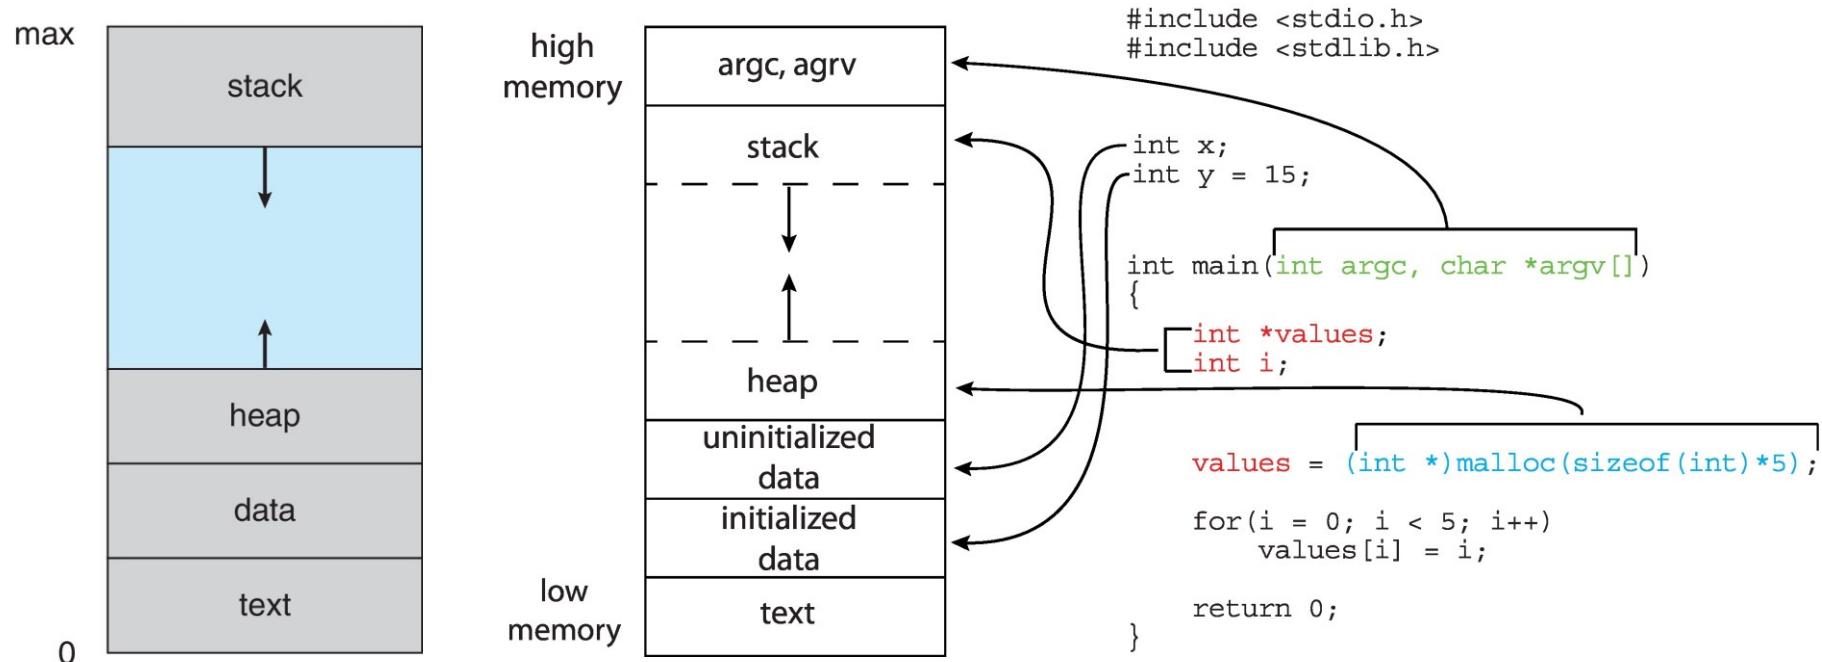 max
stack
heap
data
text
0
high
memory
argc, agrv
stack
heap
uninitialized
data
initialized
data
low
memory
text
#include <stdio.h>
#include <stdlib.h>
int x;
int y = 15;
int main(int argc, char *argv[])
{
int *values;
int i;
values = (int *)malloc(sizeof(int)*5);
for(i = 0; i < 5; i++)
values[i] = i;
return 0;
}